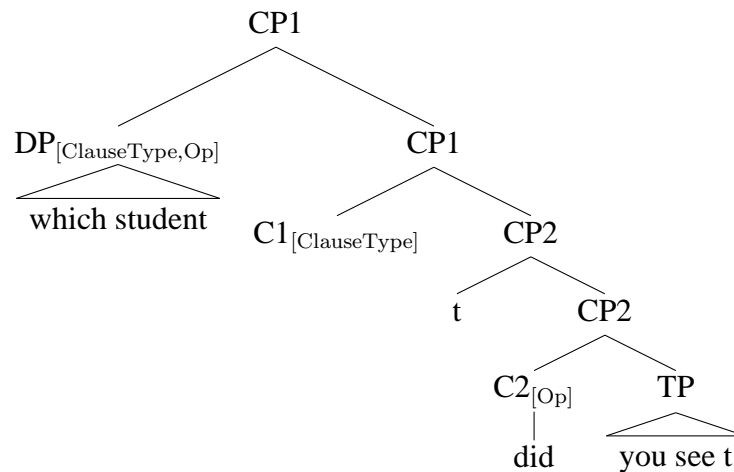 CP1
DP[ClauseType,Op] CP1
which student C1[ClauseType] CP2
t CP2
C2[Op] TP
did you see t